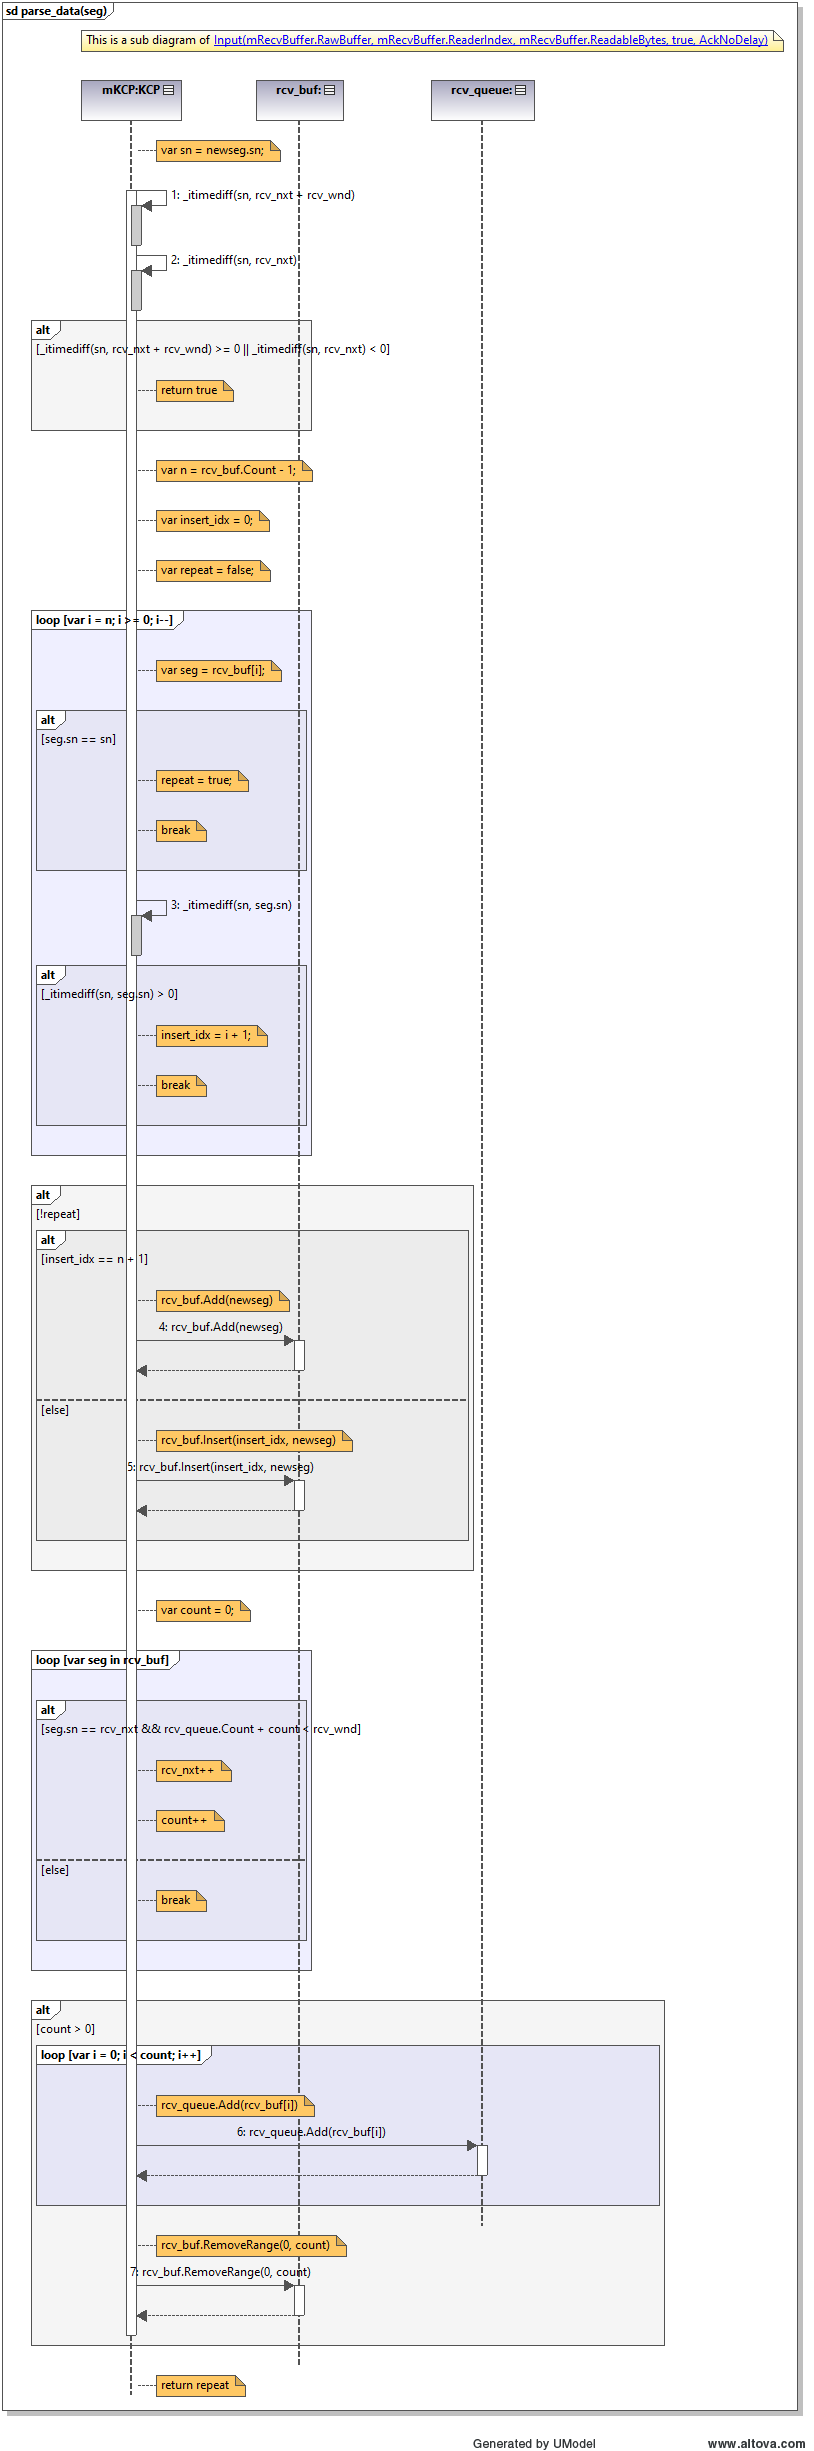 sd parse_data(seg)
This is a sub diagram of Input(mRecvBuffer.RawBuffer, mRecvBuffer.ReaderIndex, mRecvBuffer.ReadableBytes, true, AckNoDelay)
mKCP:KCP
rcv_buf:
rcv_queue:
var sn = newseg.sn;
1: _itimediff(sn, rcv_nxt + rcv_wnd)
2: _itimediff(sn, rcv_nxt)
alt
[_itimediff(sn, rcv_nxt + rcv_wnd) >= 0 || _itimediff(sn, rcv_nxt) < 0]
return true
var n = rcv_buf.Count - 1;
var insert_idx = 0;
var repeat = false;
loop [var i = n; i >= 0; i--]
var seg = rcv_buf[i];
alt
[seg.sn == sn]
repeat = true;
break
3: _itimediff(sn, seg.sn)
alt
[_itimediff(sn, seg.sn) > 0]
insert_idx = i + 1;
break
alt
[!repeat]
alt
[insert_idx == n + 1]
rcv_buf.Add(newseg)
4: rcv_buf.Add(newseg)
[else]
rcv_buf.Insert(insert_idx, newseg)
5: rcv_buf.Insert(insert_idx, newseg)
var count = 0;
loop [var seg in rcv_buf]
alt
[seg.sn == rcv_nxt && rcv_queue.Count + count < rcv_wnd]
rcv_nxt++
count++
[else]
break
alt
[count > 0]
loop [var i = 0; i < count; i++]
rcv_queue.Add(rcv_buf[i])
6: rcv_queue.Add(rcv_buf[i])
rcv_buf.RemoveRange(0, count)
7: rcv_buf.RemoveRange(0, count)
return repeat
Generated by UModel
www.altova.com